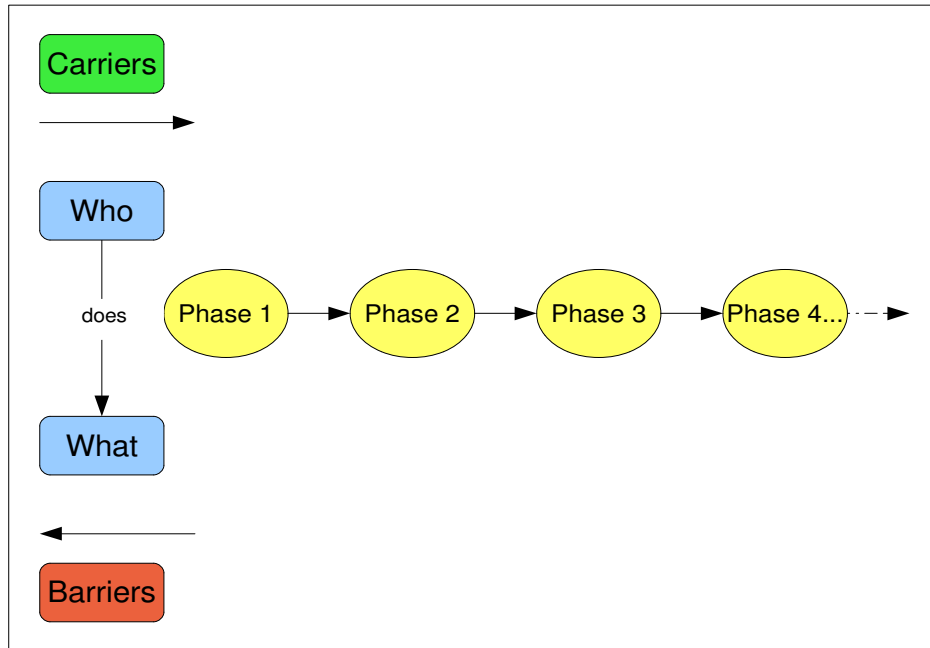 Carriers
Who
does
Phase 1 Phase 2 Phase 3 Phase 4...
What
Barriers